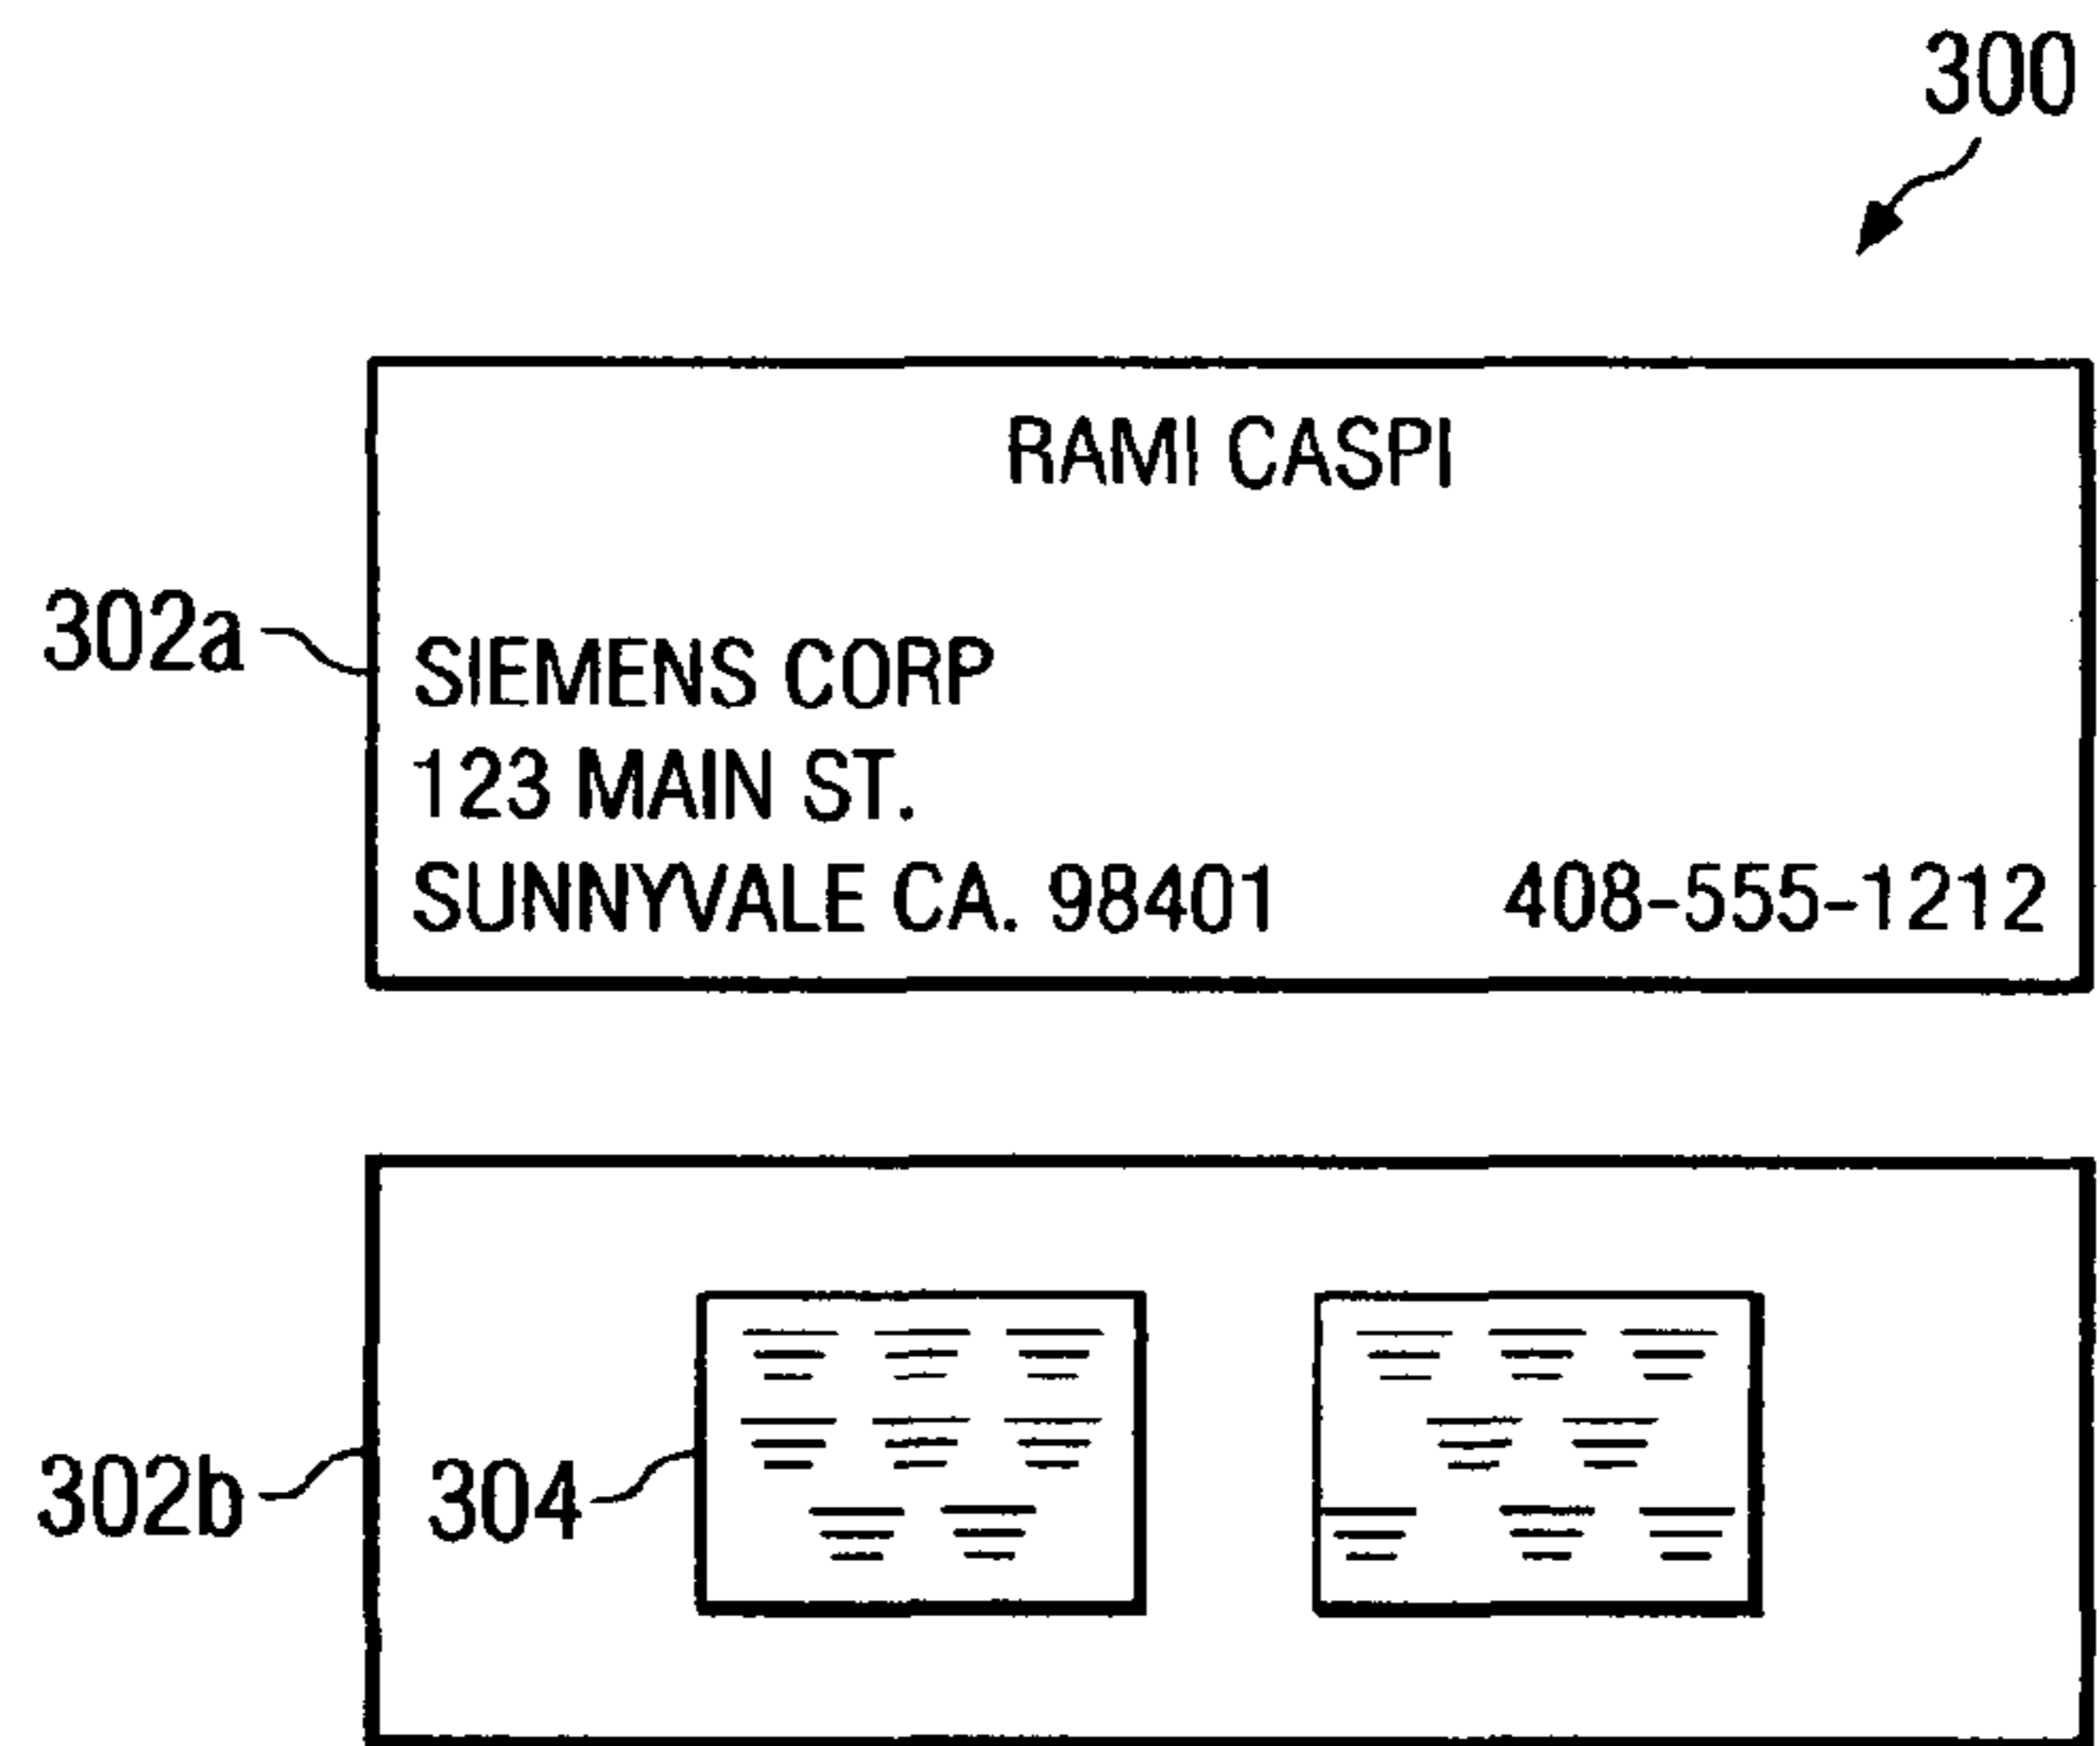 300
RAMI CASPI
302a
SIEMENS CORP
123 MAIN ST.
SUNNYVALE CA. 98401 408-555-1212
302b 304